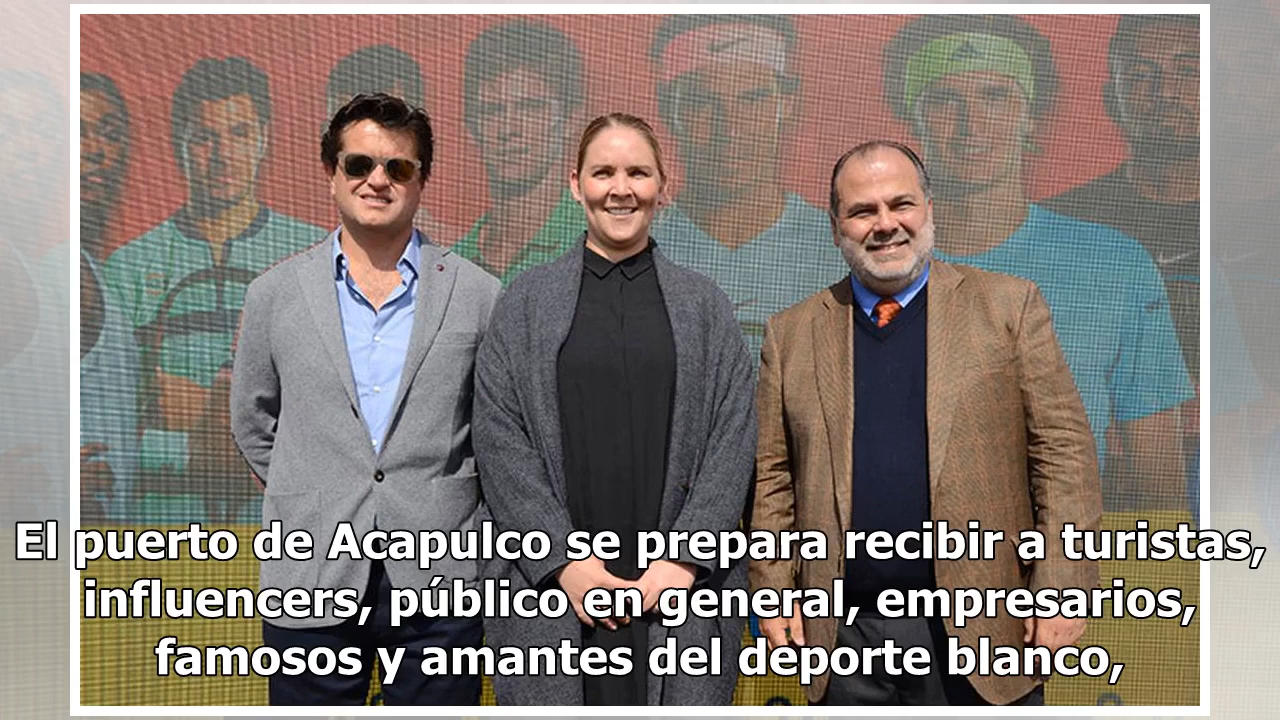 El puerto de Acapulco se prepara recibir a turistas,
influencers, público en general, empresarios,
famosos y amantes del deporte blanco,